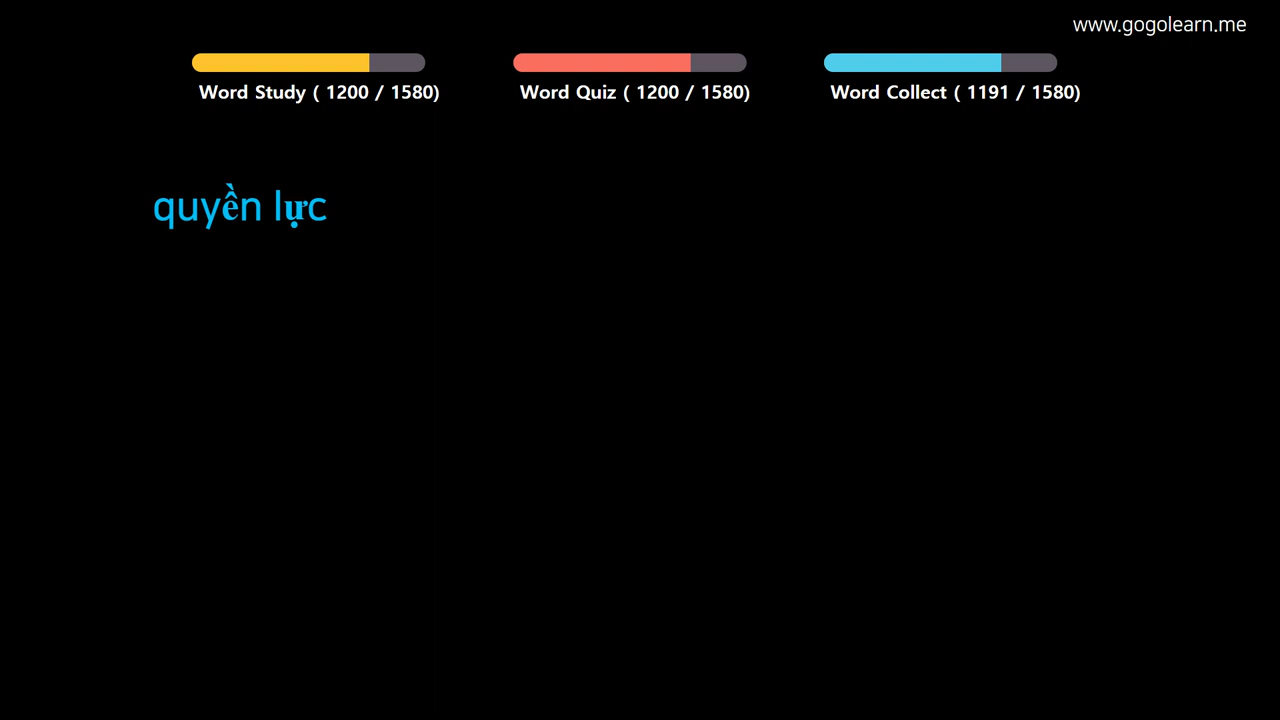 www.gogolearn.me
Word Study ( 1200 / 1580)
Word Quiz ( 1200 / 1580)
Word Collect ( 1191 / 1580)
quyền lực